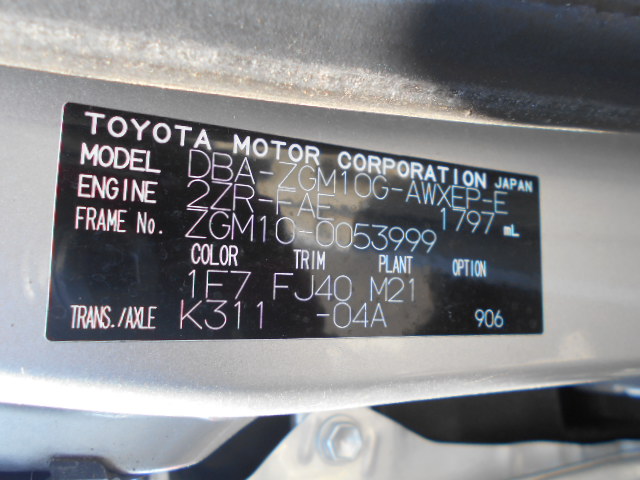 TOYOTA MOTOR CORPORATION JAPAN
MODEL DBA-ZGM10G-AWXEP-E
ENGINE 2ZR-FAE 1797 mL
FRAME No. ZGM10-0053999
COLOR TRIM PLANT OPTION
1E7 FJ40 M21
TRANS./AXLE K311 -04A 906